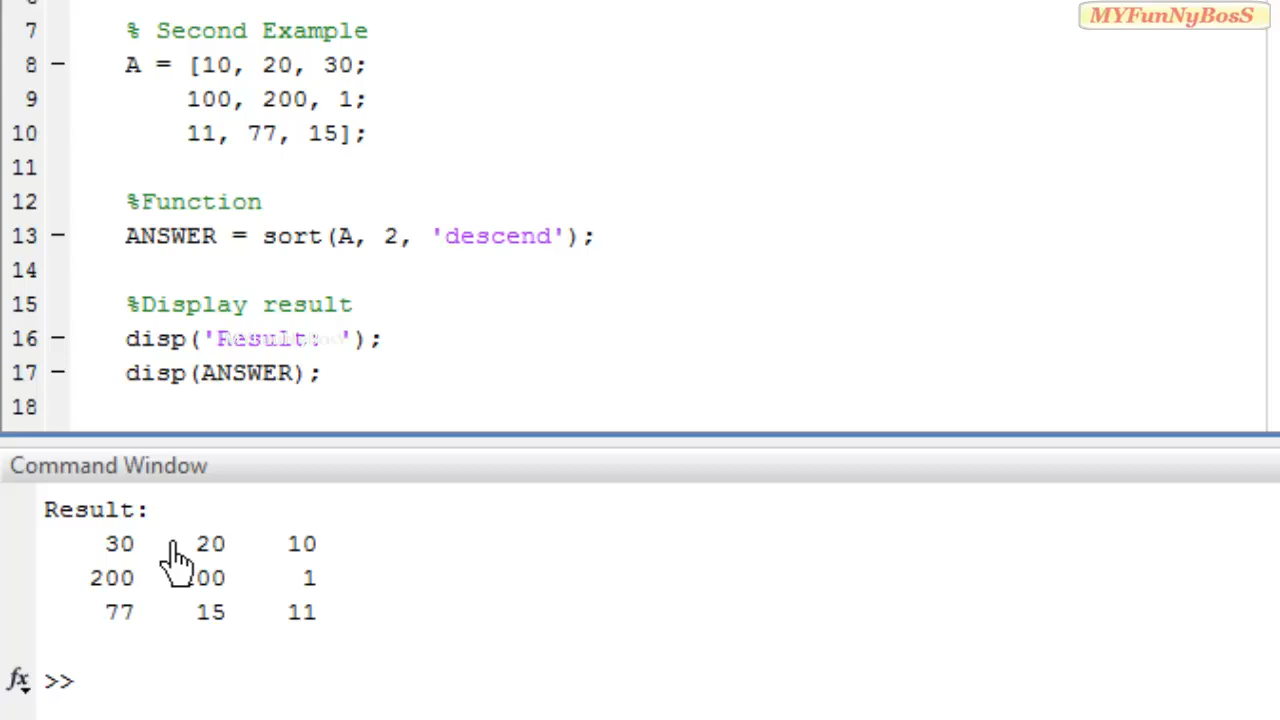 MYFunNyBosS
7 % Second Example
8 – A = [10, 20, 30;
9 100, 200, 1;
10 11, 77, 15];
11
12 %Function
13 – ANSWER = sort(A, 2, 'descend');
14
15 %Display result
16 – disp('Result: ');
17 – disp(ANSWER);
18
Command Window
Result:
30 20 10
200 00 1
77 15 11
fx >>